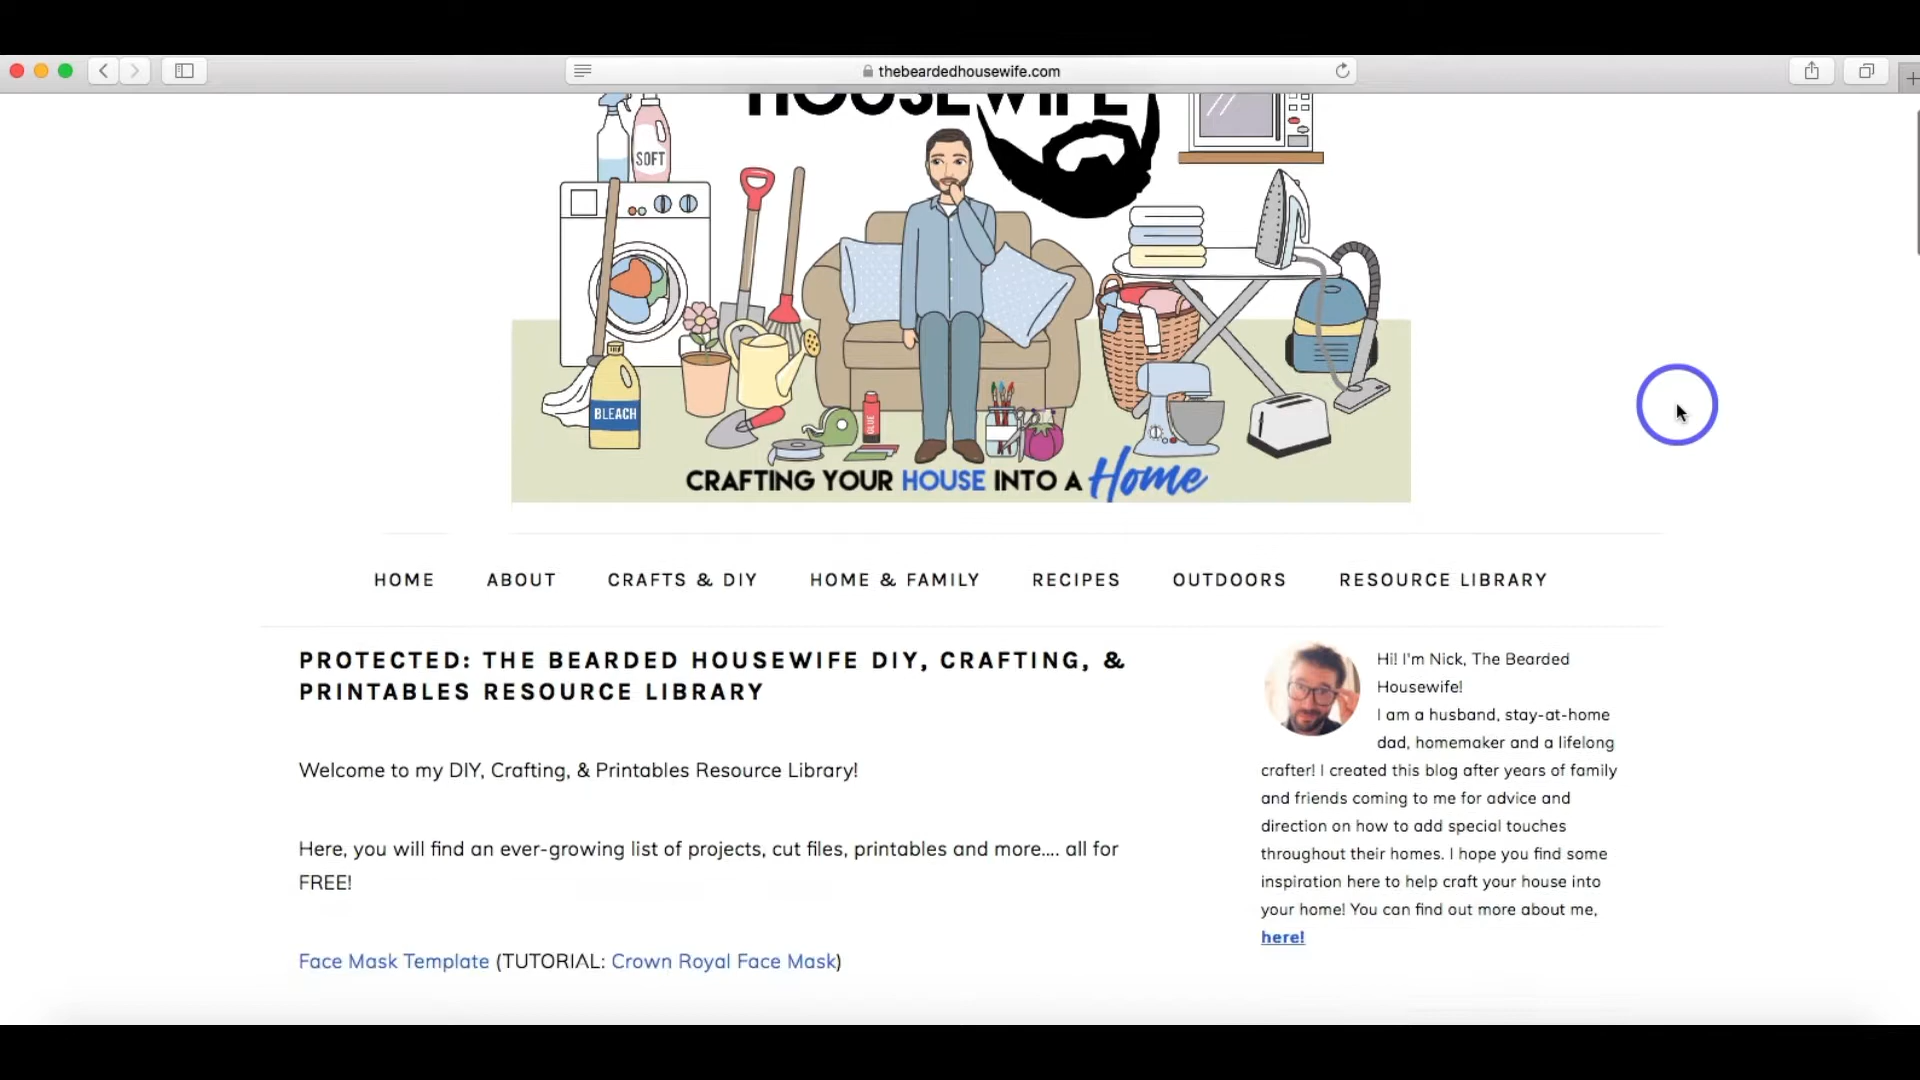 thebeardedhousewife.com
HOUSEWIFE
SOFT
BLEACH
GLUE
CRAFTING YOUR HOUSE INTO A Home
HOME ABOUT CRAFTS & DIY HOME & FAMILY RECIPES OUTDOORS RESOURCE LIBRARY
PROTECTED: THE BEARDED HOUSEWIFE DIY, CRAFTING, &
PRINTABLES RESOURCE LIBRARY
Welcome to my DIY, Crafting, & Printables Resource Library!
Here, you will find an ever-growing list of projects, cut files, printables and more.... all for
FREE!
Face Mask Template (TUTORIAL: Crown Royal Face Mask)
Hi! I'm Nick, The Bearded
Housewife!
I am a husband, stay-at-home
dad, homemaker and a lifelong
crafter! I created this blog after years of family
and friends coming to me for advice and
direction on how to add special touches
throughout their homes. I hope you find some
inspiration here to help craft your house into
your home! You can find out more about me,
here!